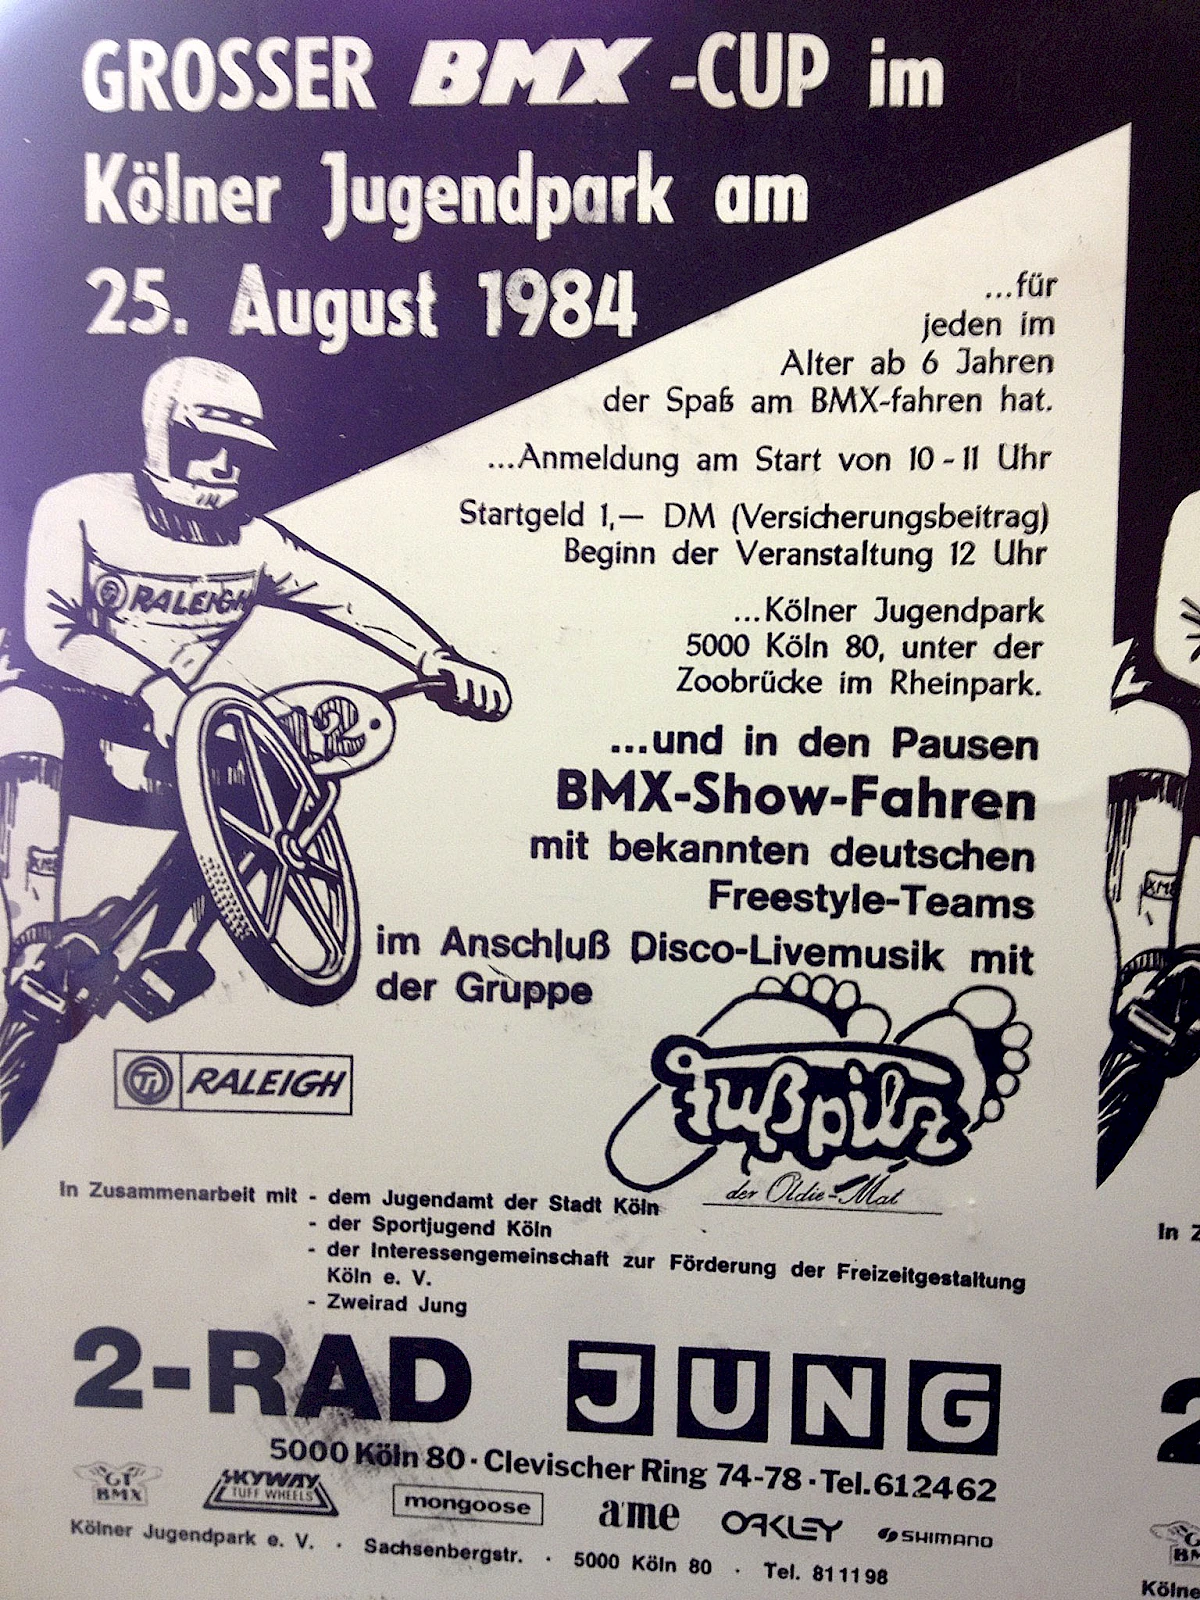 GROSSER BMX -CUP im
Kölner Jugendpark am
25. August 1984
...für
jeden im
Alter ab 6 Jahren
der Spaß am BMX-fahren hat.
...Anmeldung am Start von 10-11 Uhr
Startgeld 1,— DM (Versicherungsbeitrag)
Beginn der Veranstaltung 12 Uhr
RALEIGH
...Kölner Jugendpark
5000 Köln 80, unter der
Zoobrücke im Rheinpark.
12
...und in den Pausen
BMX-Show-Fahren
mit bekannten deutschen
Freestyle-Teams
im Anschluß Disco-Livemusik mit
der Gruppe
Fußpilz
RALEIGH
der Oldie-Mat
In Zusammenarbeit mit - dem Jugendamt der Stadt Köln
- der Sportjugend Köln
- der Interessengemeinschaft zur Förderung der Freizeitgestaltung
Köln e. V.
- Zweirad Jung
2-RAD JUNG
5000 Köln 80 · Clevischer Ring 74-78 · Tel. 612462
GT BMX
SKYWAY
TUFF WHEELS
mongoose
ame
OAKLEY
SHIMANO
Kölner Jugendpark e. V. · Sachsenbergstr. · 5000 Köln 80 · Tel. 811198
In Z
2
Kölne